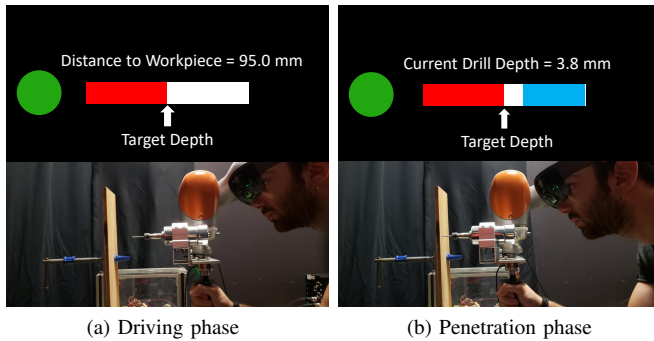 Distance to Workpiece = 95.0 mm
Target Depth
Current Drill Depth = 3.8 mm
Target Depth
(a) Driving phase
(b) Penetration phase